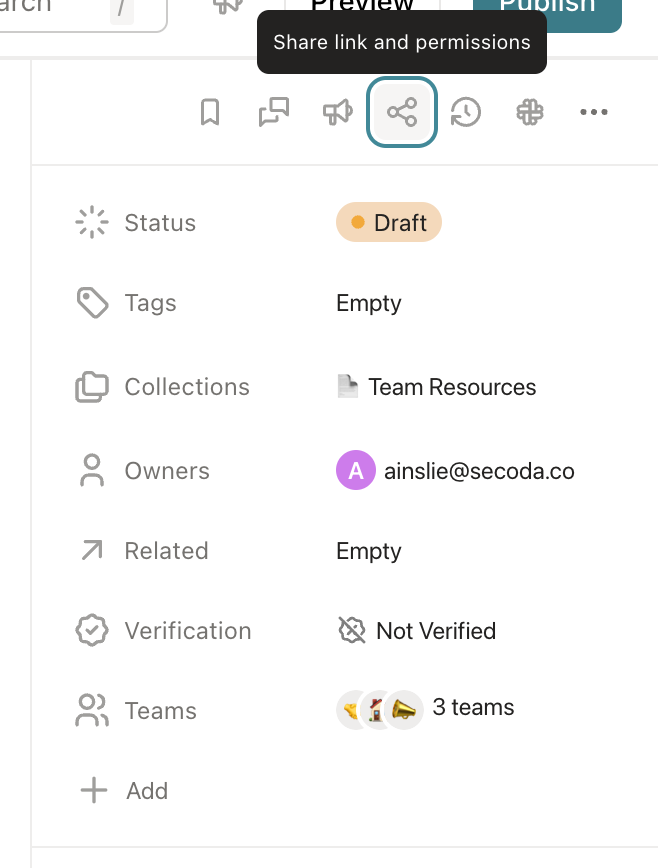 /
Preview
Publish
Share link and permissions
Status
Draft
Tags
Empty
Collections
Team Resources
Owners
A
ainslie@secoda.co
Related
Empty
Verification
Not Verified
Teams
3 teams
Add